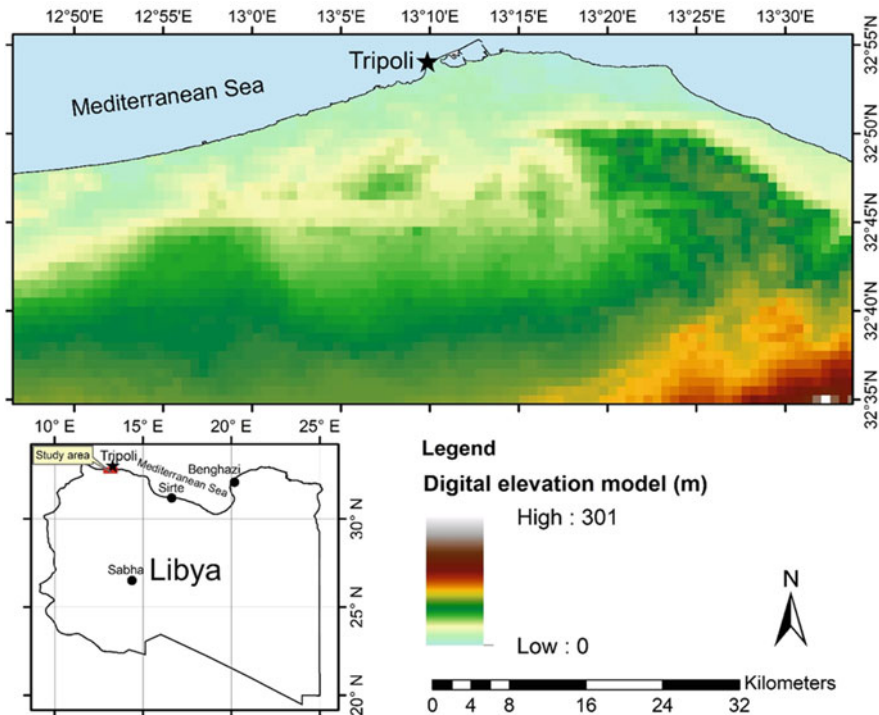 12°50'E 12°55'E 13°0'E 13°5'E 13°10'E 13°15'E 13°20'E 13°25'E 13°30'E
32°55'N
Tripoli
Mediterranean Sea
32°50'N
32°45'N
32°40'N
32°35'N
10° E 15° E 20° E 25° E
Study area
Tripoli
Mediterranean Sea
Benghazi
Sirte
30° N
Sabha
Libya
25° N
20° N
Legend
Digital elevation model (m)
High : 301
Low : 0
N
Kilometers
0 4 8 16 24 32